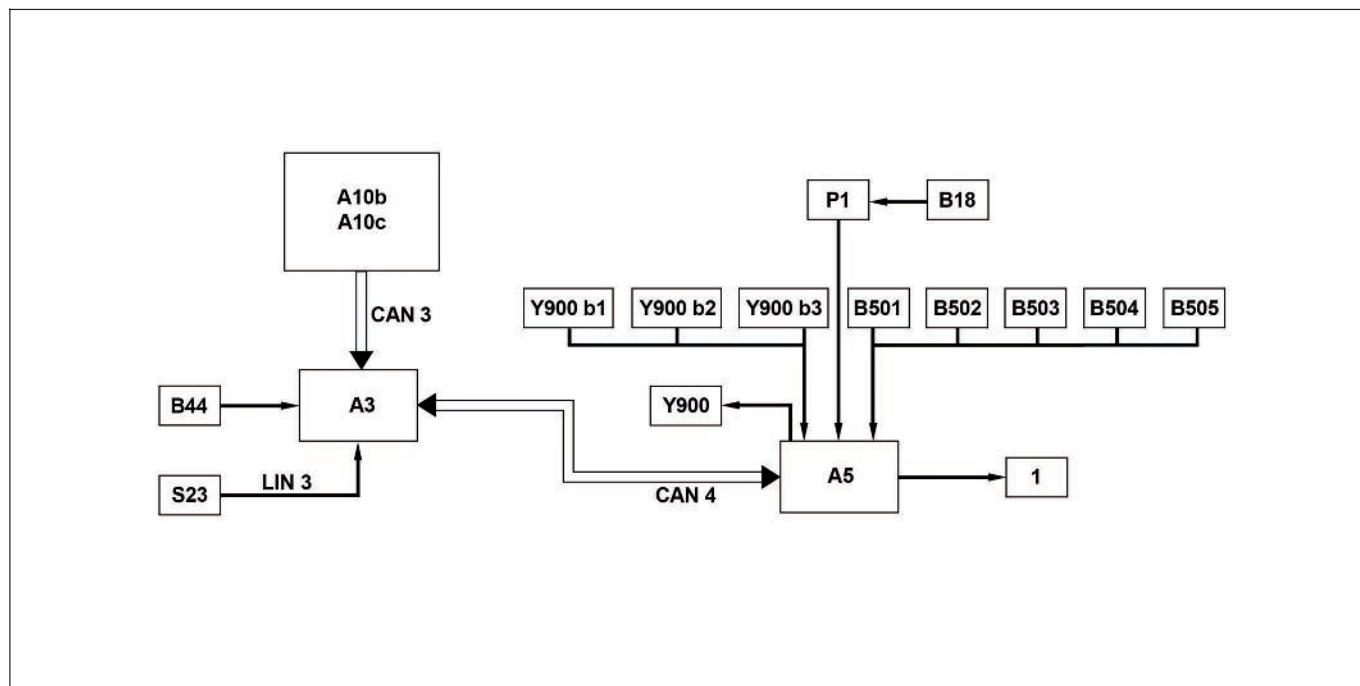 A10b
A10c
P1
B18
CAN 3
Y900 b1
Y900 b2
Y900 b3
B501
B502
B503
B504
B505
B44
A3
Y900
S23
LIN 3
CAN 4
A5
1